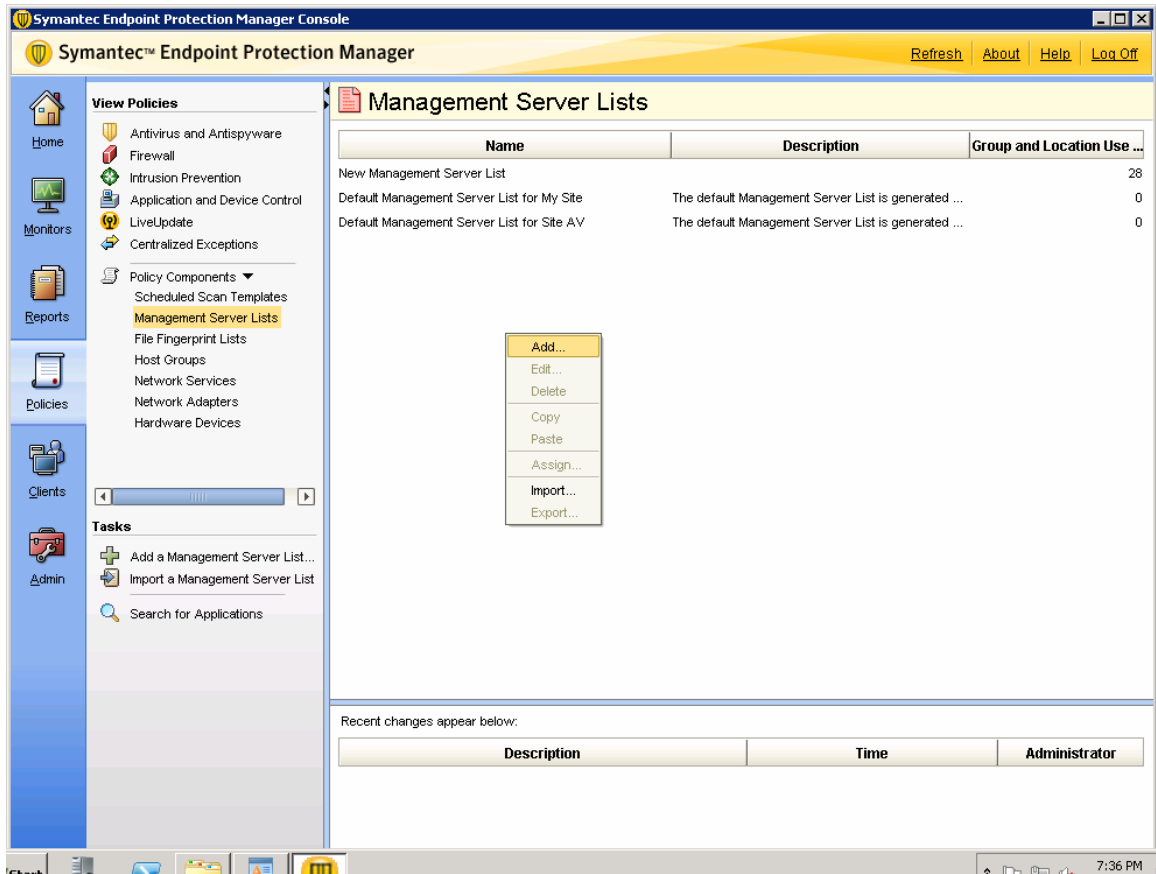 Symantec Endpoint Protection Manager Console
Symantec™ Endpoint Protection Manager
Refresh About Help Log Off
Home
Monitors
Reports
Policies
Clients
Admin
View Policies
Antivirus and Antispyware
Firewall
Intrusion Prevention
Application and Device Control
LiveUpdate
Centralized Exceptions
Policy Components
Scheduled Scan Templates
Management Server Lists
File Fingerprint Lists
Host Groups
Network Services
Network Adapters
Hardware Devices
Tasks
Add a Management Server List...
Import a Management Server List
Search for Applications
Management Server Lists
Name Description Group and Location Use ...
New Management Server List 28
Default Management Server List for My Site The default Management Server List is generated ... 0
Default Management Server List for Site AV The default Management Server List is generated ... 0
Add...
Edit...
Delete
Copy
Paste
Assign...
Import...
Export...
Recent changes appear below:
Description Time Administrator
Start
7:36 PM